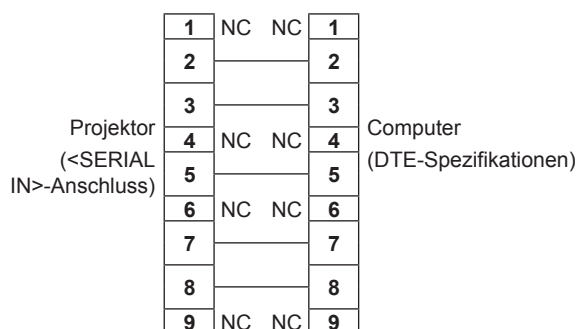 1 NC NC 1
2 2
3 3
Projektor
4 NC NC 4
Computer
(<SERIAL
(DTE-Spezifikationen)
IN>-Anschluss)
5 5
6 NC NC 6
7 7
8 8
9 NC NC 9